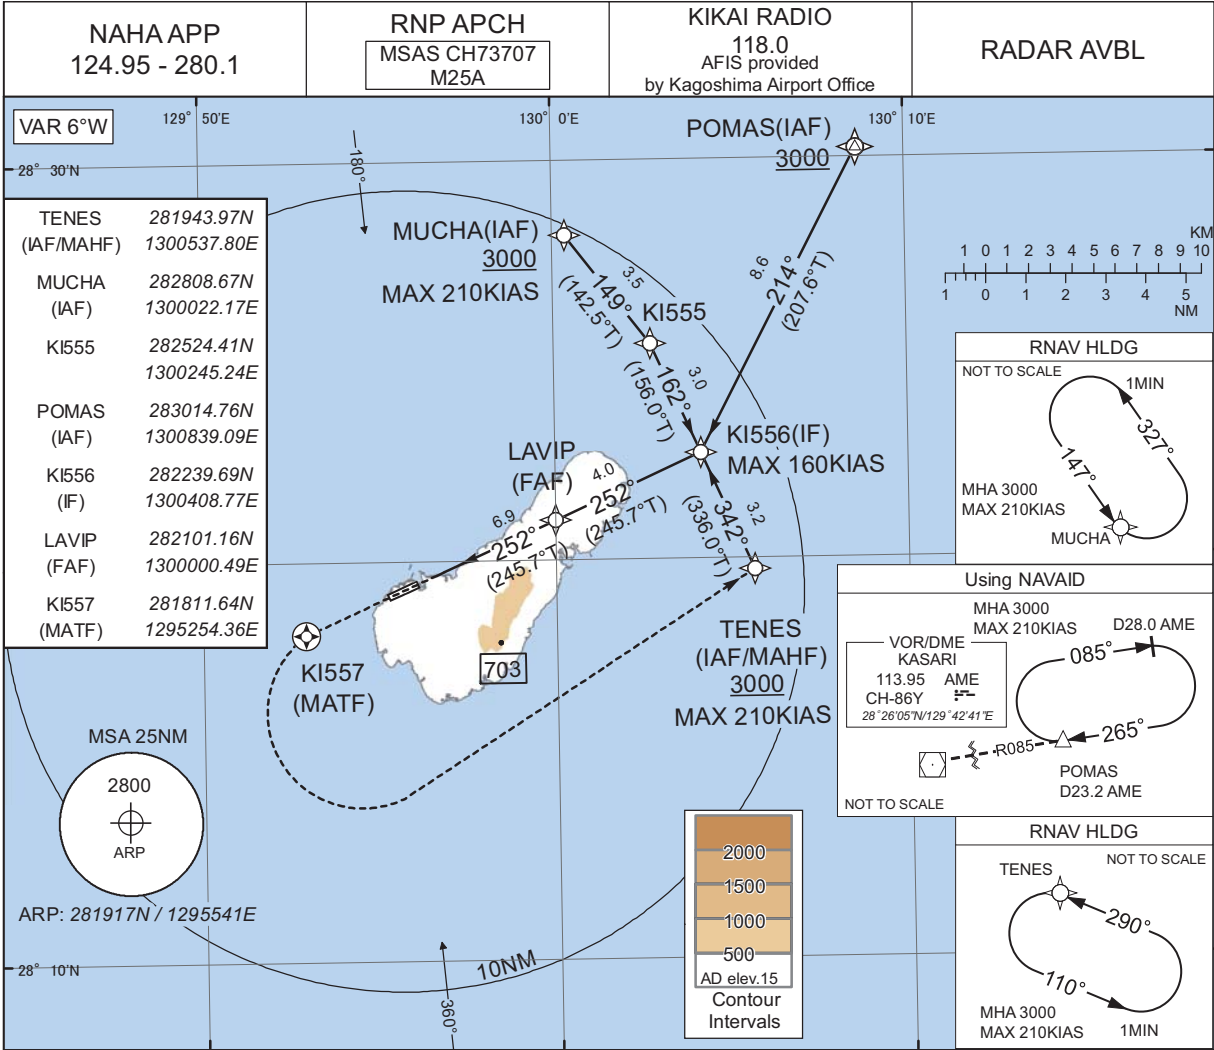 NAHA APP
124.95 - 280.1
RNP APCH
MSAS CH73707
M25A
KIKAI RADIO
118.0
AFIS provided
by Kagoshima Airport Office
RADAR AVBL
VAR 6°W
129° 50'E
130° 0'E
130° 10'E
28° 30'N
180°
POMAS(IAF)
3000
TENES 281943.97N
(IAF/MAHF) 1300537.80E
MUCHA 282808.67N
(IAF) 1300022.17E
KI555 282524.41N
1300245.24E
POMAS 283014.76N
(IAF) 1300839.09E
KI556 282239.69N
(IF) 1300408.77E
LAVIP 282101.16N
(FAF) 1300000.49E
KI557 281811.64N
(MATF) 1295254.36E
MUCHA(IAF)
3000
MAX 210KIAS
3.5
149°
(142.5°T)
KI555
3.0
162°
(156.0°T)
8.6
214°
(207.6°T)
KM
1 0 1 2 3 4 5 6 7 8 9 10
1 0 1 2 3 4 5
NM
KI556(IF)
MAX 160KIAS
LAVIP
(FAF)
4.0
252°
(245.7°T)
6.9
252°
(245.7°T)
3.2
342°
(336.0°T)
TENES
(IAF/MAHF)
3000
MAX 210KIAS
KI557
(MATF)
703
RNAV HLDG
NOT TO SCALE
1MIN
327°
147°
MHA 3000
MAX 210KIAS
MUCHA
Using NAVAID
MHA 3000
MAX 210KIAS
D28.0 AME
VOR/DME
KASARI
113.95 AME
CH-86Y
28°26'05"N/129°42'41"E
085°
265°
R085
POMAS
D23.2 AME
NOT TO SCALE
RNAV HLDG
NOT TO SCALE
TENES
290°
110°
MHA 3000
MAX 210KIAS
1MIN
MSA 25NM
2800
ARP
ARP: 281917N / 1295541E
28° 10'N
10NM
360°
2000
1500
1000
500
AD elev.15
Contour
Intervals